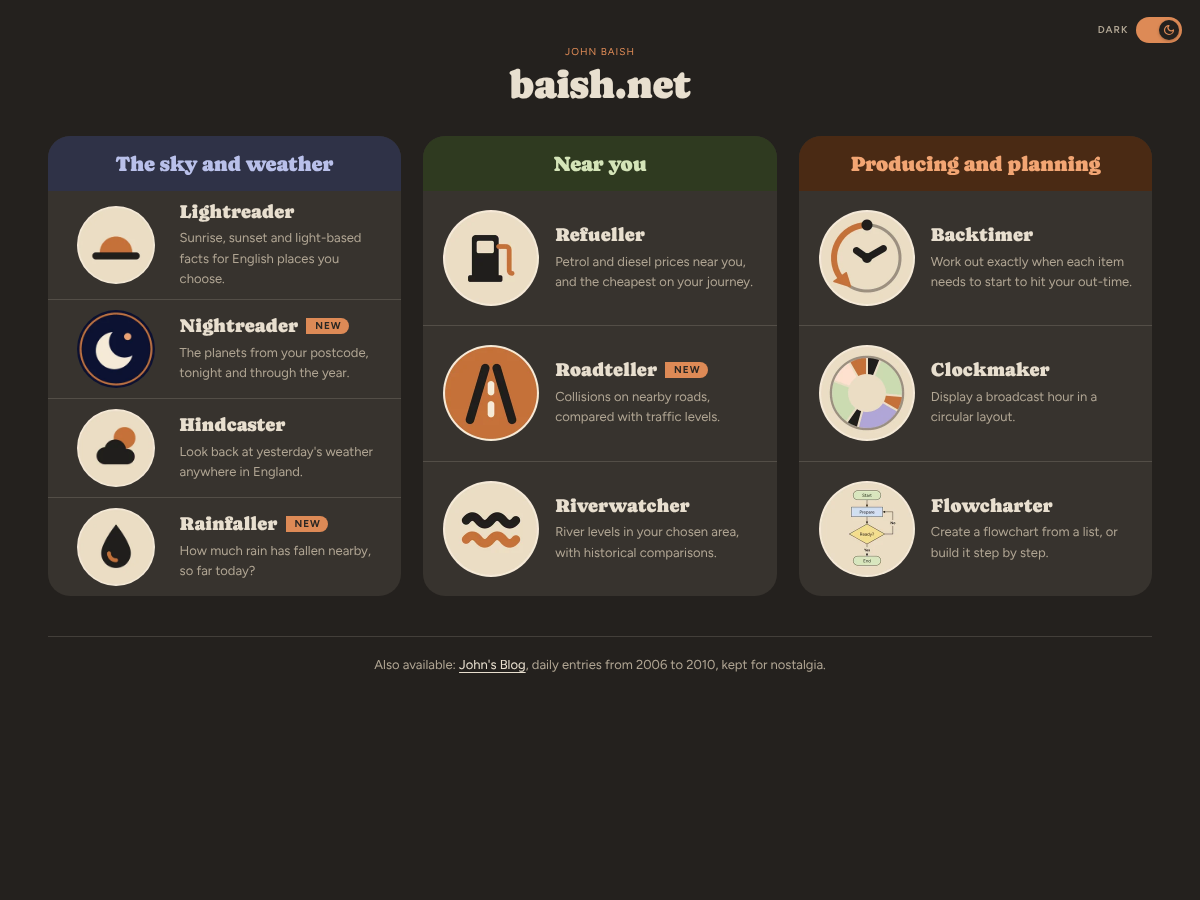 DARK
JOHN BAISH
baish.net
The sky and weather
Lightreader
Sunrise, sunset and light-based
facts for English places you
choose.
Nightreader NEW
The planets from your postcode,
tonight and through the year.
Hindcaster
Look back at yesterday's weather
anywhere in England.
Rainfaller NEW
How much rain has fallen nearby,
so far today?
Near you
Refueller
Petrol and diesel prices near you,
and the cheapest on your journey.
Roadteller NEW
Collisions on nearby roads,
compared with traffic levels.
Riverwatcher
River levels in your chosen area,
with historical comparisons.
Producing and planning
Backtimer
Work out exactly when each item
needs to start to hit your out-time.
Clockmaker
Display a broadcast hour in a
circular layout.
Start
Prepare
No
Ready?
Yes
End
Flowcharter
Create a flowchart from a list, or
build it step by step.
Also available: John's Blog, daily entries from 2006 to 2010, kept for nostalgia.